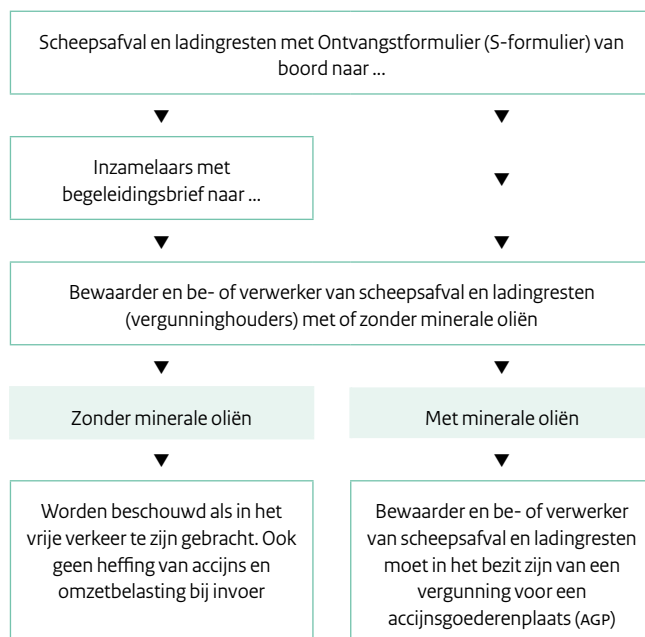 Scheepsafval en ladingresten met Ontvangstformulier (S-formulier) van
boord naar ...
Inzamelaars met
begeleidingsbrief naar ...
Bewaarder en be- of verwerker van scheepsafval en ladingresten
(vergunninghouders) met of zonder minerale oliën
Zonder minerale oliën
Met minerale oliën
Worden beschouwd als in het
vrije verkeer te zijn gebracht. Ook
geen heffing van accijns en
omzetbelasting bij invoer
Bewaarder en be- of verwerker
van scheepsafval en ladingresten
moet in het bezit zijn van een
vergunning voor een
accijnsgoederenplaats (AGP)